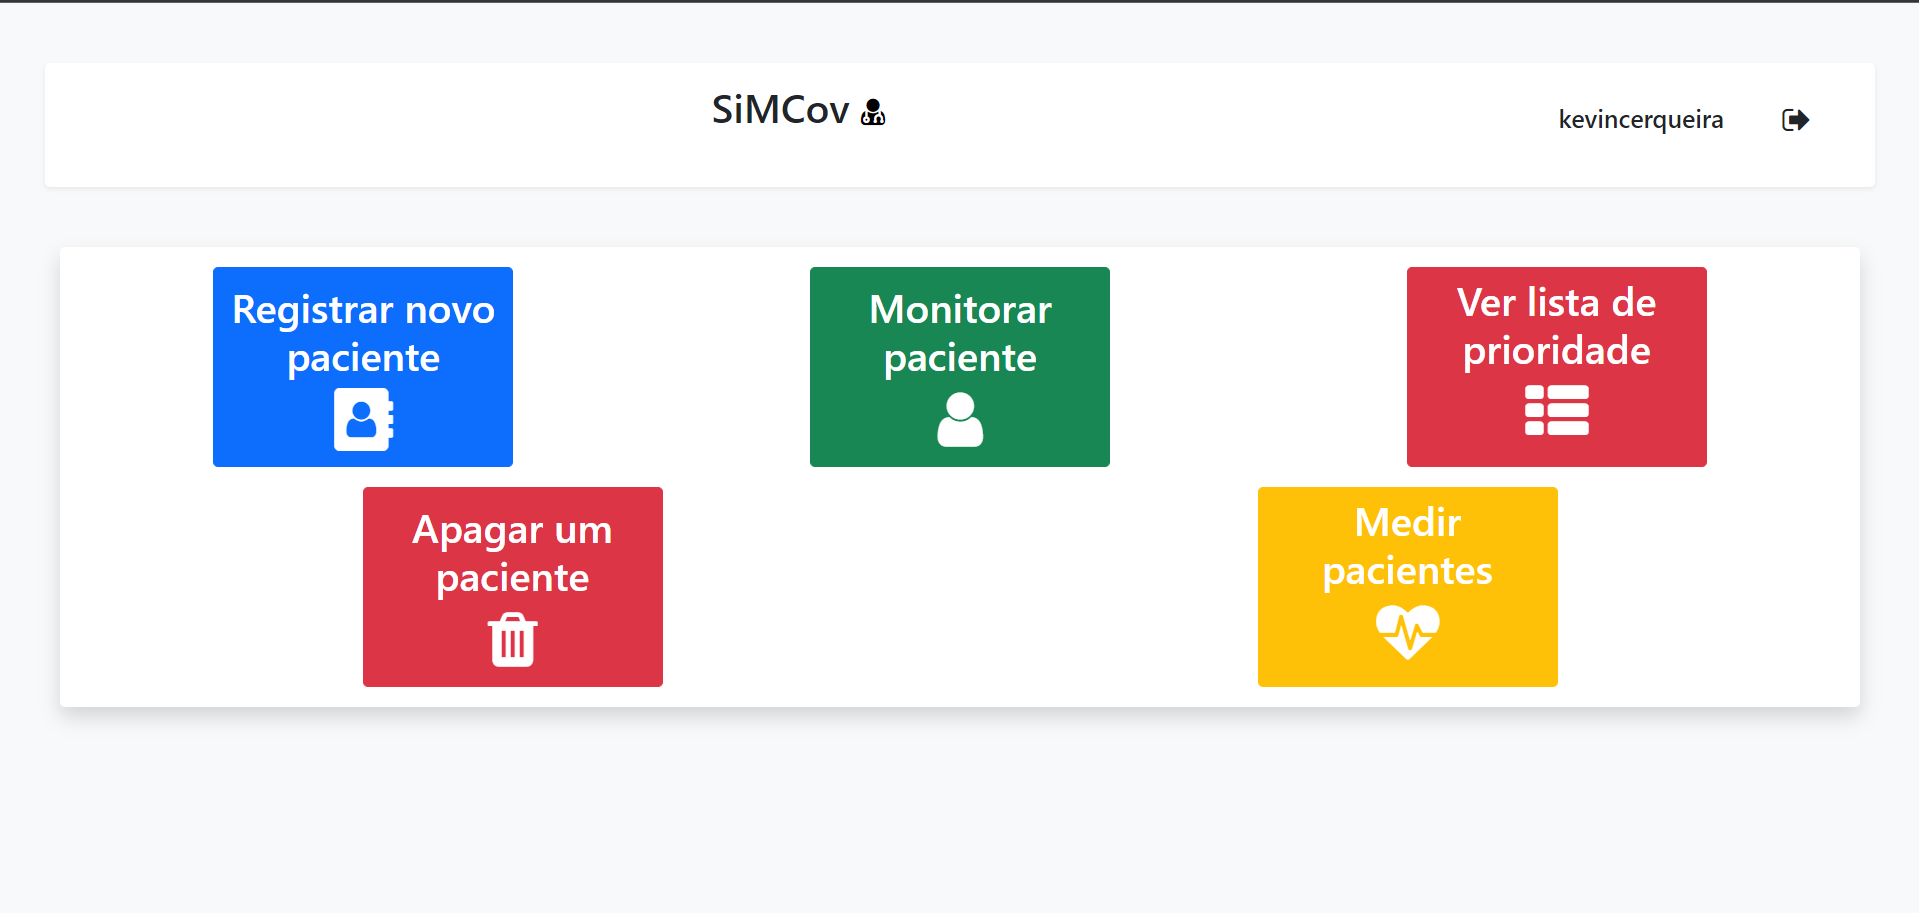 SiMCov
kevincerqueira
Registrar novo
paciente
Monitorar
paciente
Ver lista de
prioridade
Apagar um
paciente
Medir
pacientes